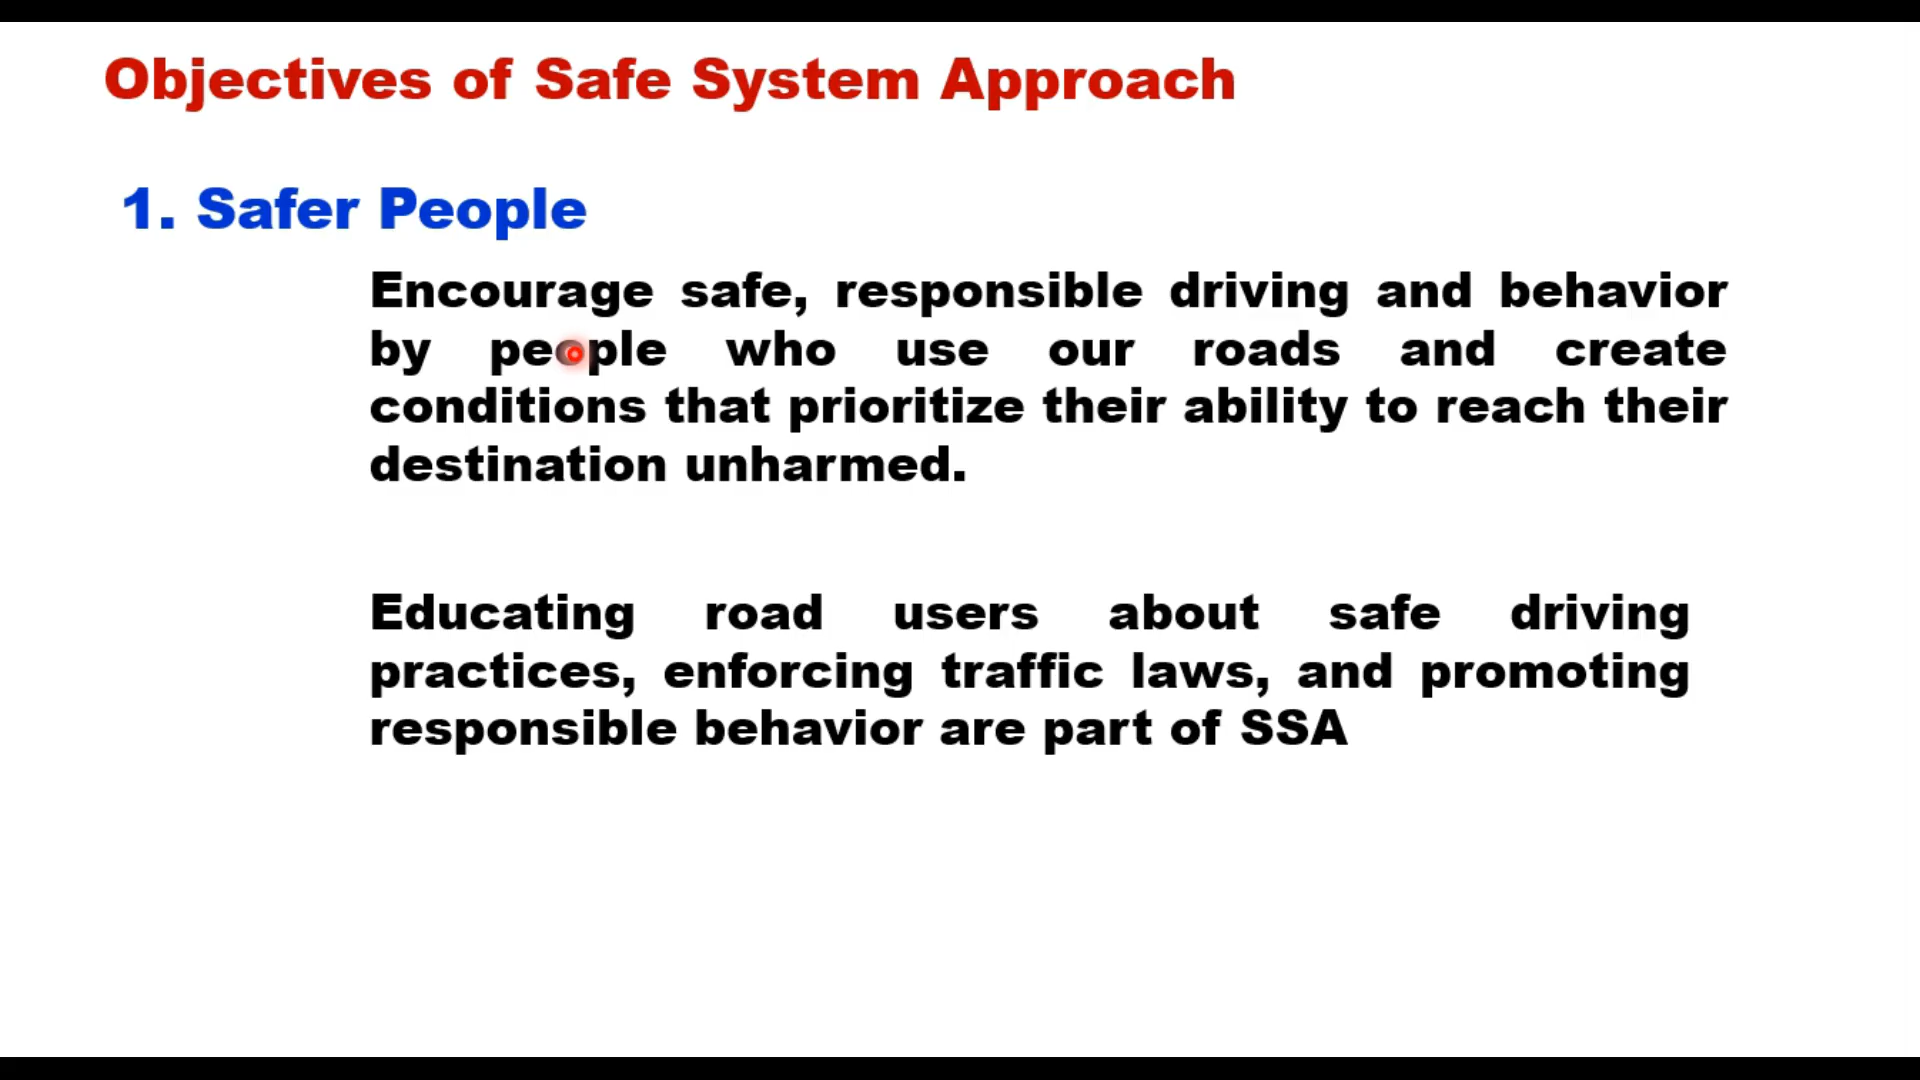 Objectives of Safe System Approach
1. Safer People
Encourage safe, responsible driving and behavior
by people who use our roads and create
conditions that prioritize their ability to reach their
destination unharmed.
Educating road users about safe driving
practices, enforcing traffic laws, and promoting
responsible behavior are part of SSA